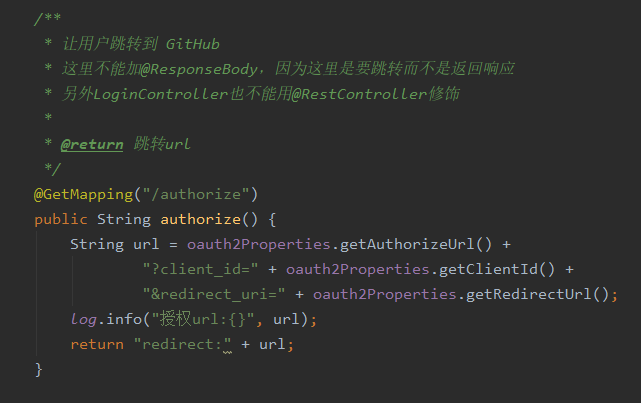 /**
* 让用户跳转到 GitHub
* 这里不能加@ResponseBody，因为这里是要跳转而不是返回响应
* 另外LoginController也不能用@RestController修饰
*
* @return 跳转url
*/
@GetMapping("/authorize")
public String authorize() {
String url = oauth2Properties.getAuthorizeUrl() +
"?client_id=" + oauth2Properties.getClientId() +
"&redirect_uri=" + oauth2Properties.getRedirectUrl();
log.info("授权url:{}", url);
return "redirect:" + url;
}